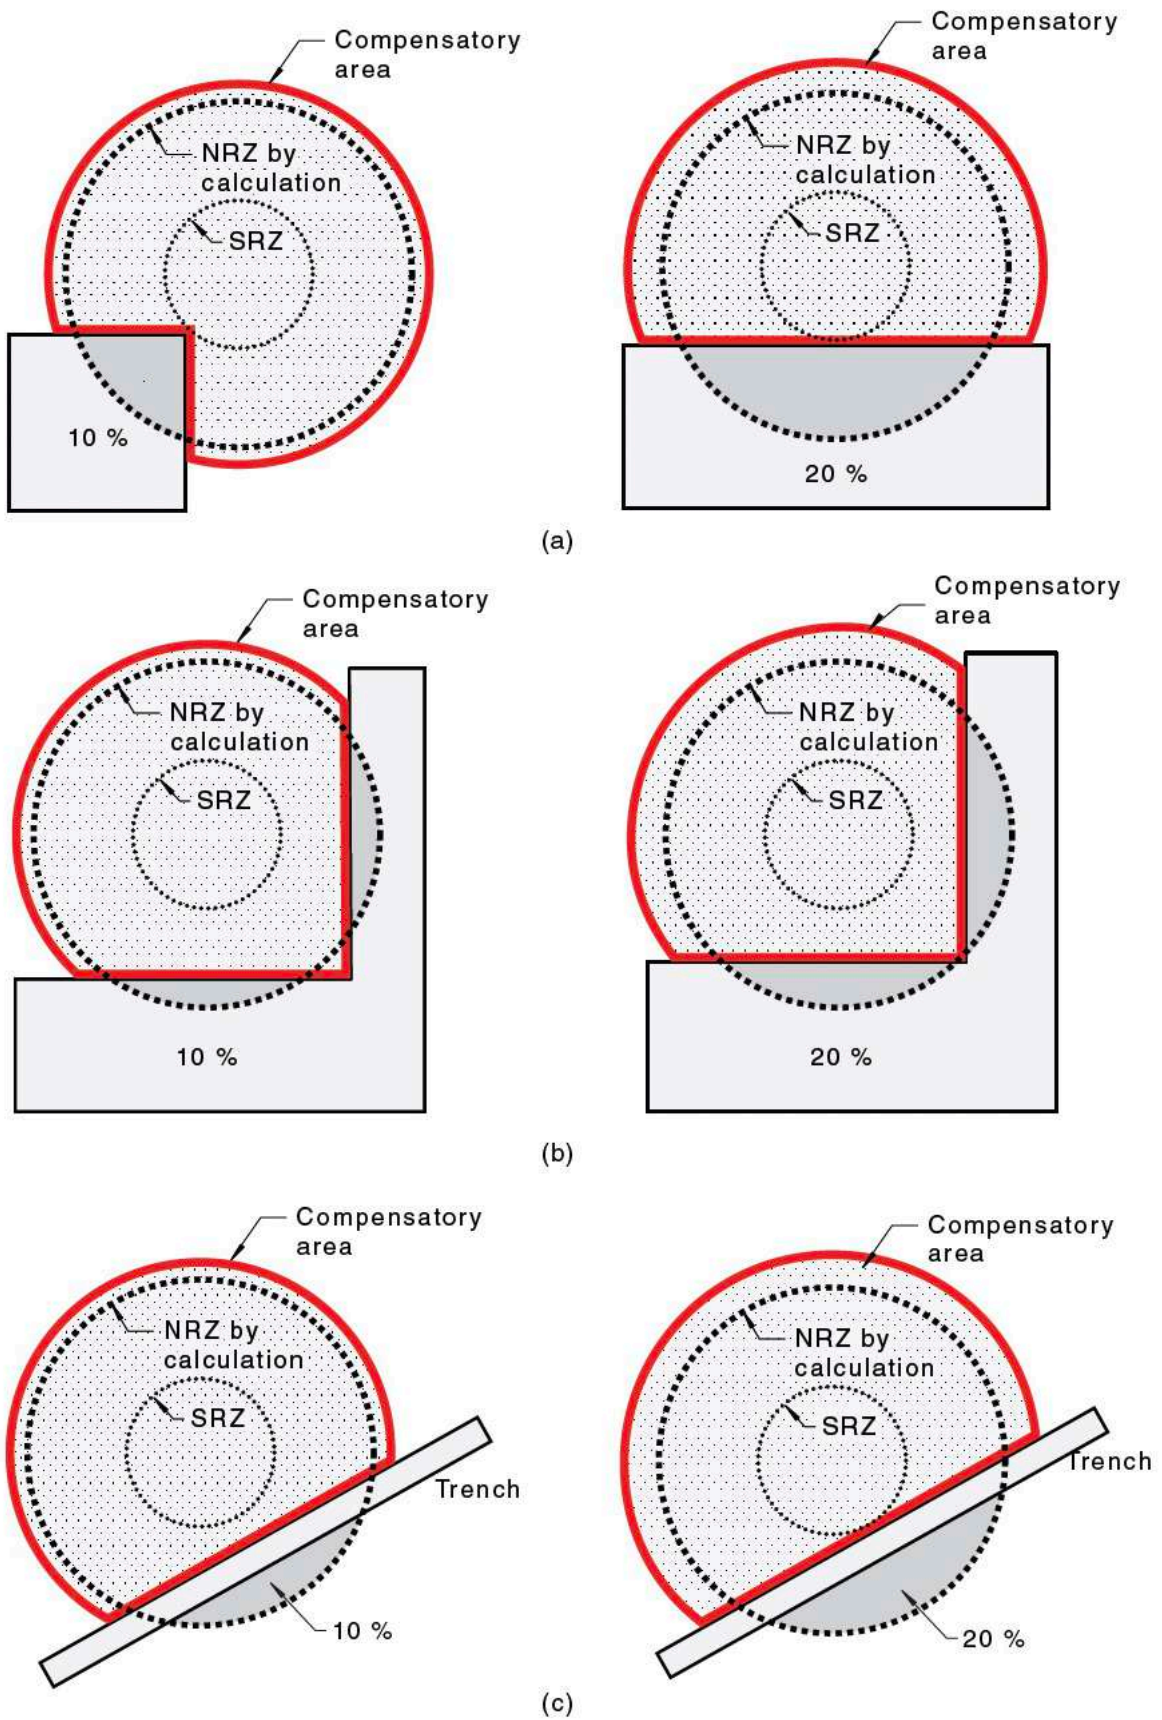 Compensatory
area
NRZ by
calculation
SRZ
10 %
Compensatory
area
NRZ by
calculation
SRZ
20 %
(a)
Compensatory
area
NRZ by
calculation
SRZ
10 %
Compensatory
area
NRZ by
calculation
SRZ
20 %
(b)
Compensatory
area
NRZ by
calculation
SRZ
Trench
10 %
Compensatory
area
NRZ by
calculation
SRZ
Trench
20 %
(c)